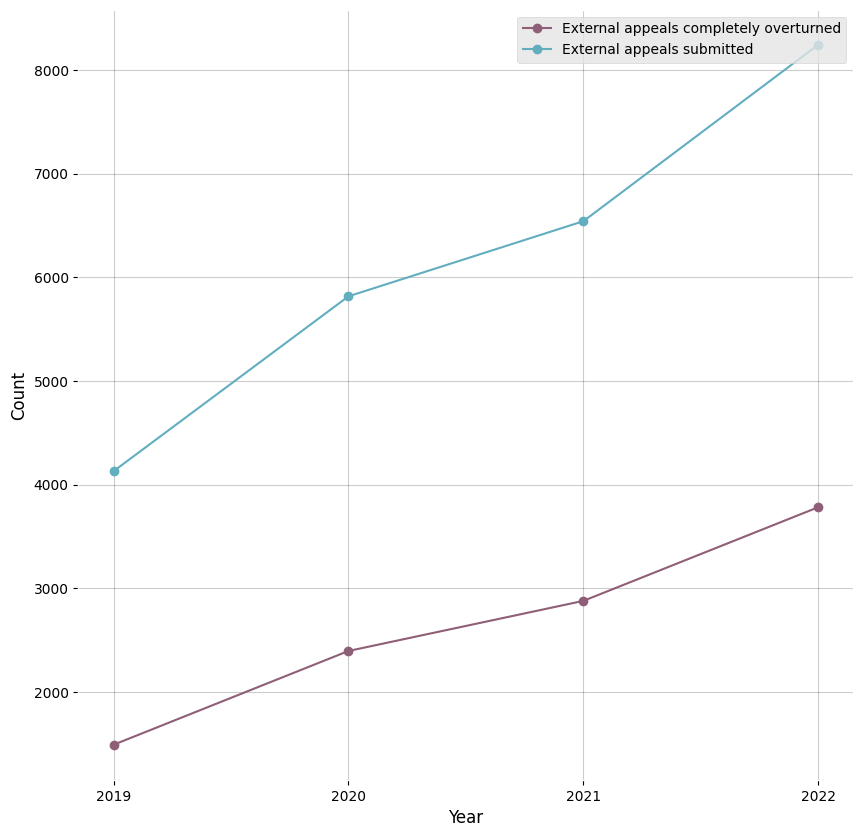 External appeals completely overturned
External appeals submitted
8000
7000
6000
5000
4000
3000
2000
Count
2019 2020 2021 2022
Year